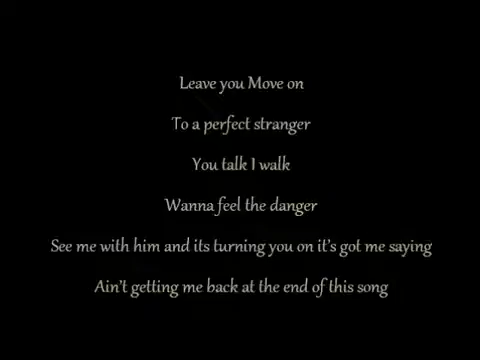 Leave you Move on
To a perfect stranger
You talk I walk
Wanna feel the danger
See me with him and its turning you on it's got me saying
Ain't getting me back at the end of this song